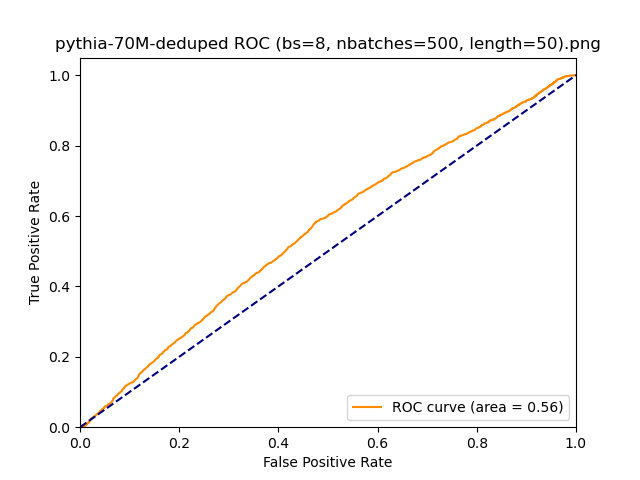 pythia-70M-deduped ROC (bs=8, nbatches=500, length=50).png
1.0
0.8
0.6
0.4
0.2
0.0
True Positive Rate
ROC curve (area = 0.56)
0.0 0.2 0.4 0.6 0.8 1.0
False Positive Rate